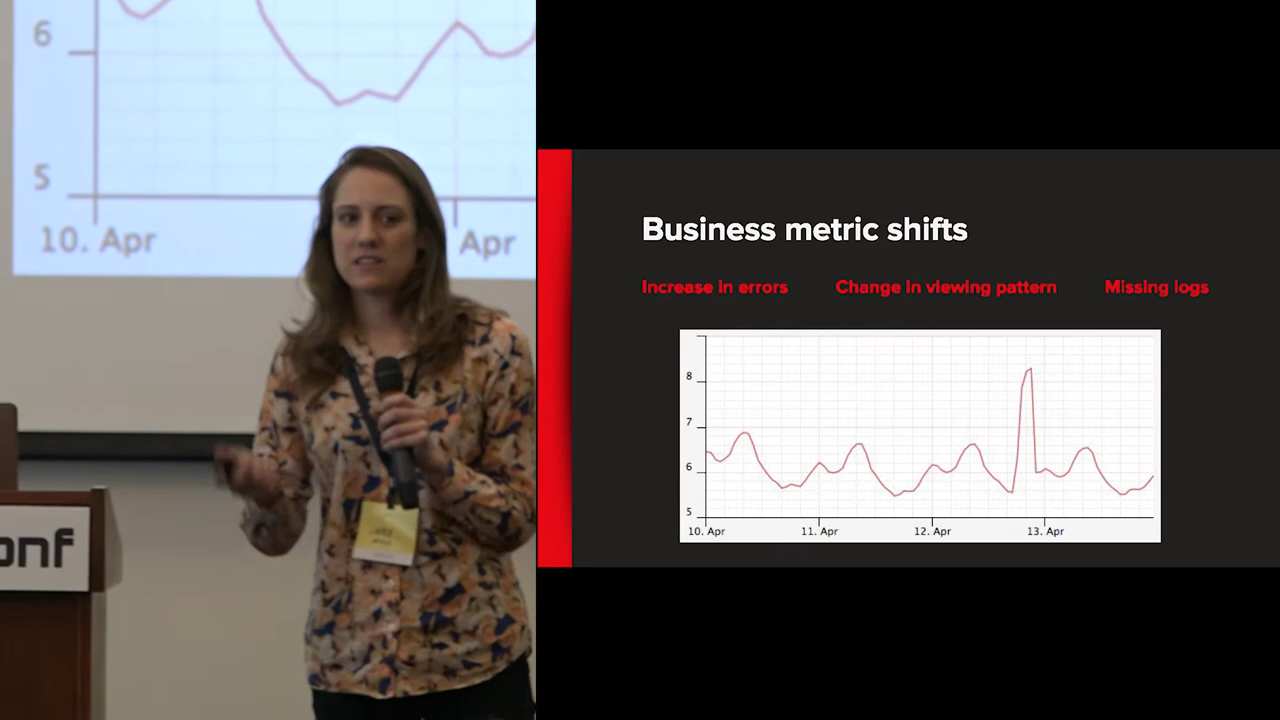 6
5
10. Apr
Apr
onf
Business metric shifts
Increase in errors
Change in viewing pattern
Missing logs
8
7
6
5
10. Apr
11. Apr
12. Apr
13. Apr